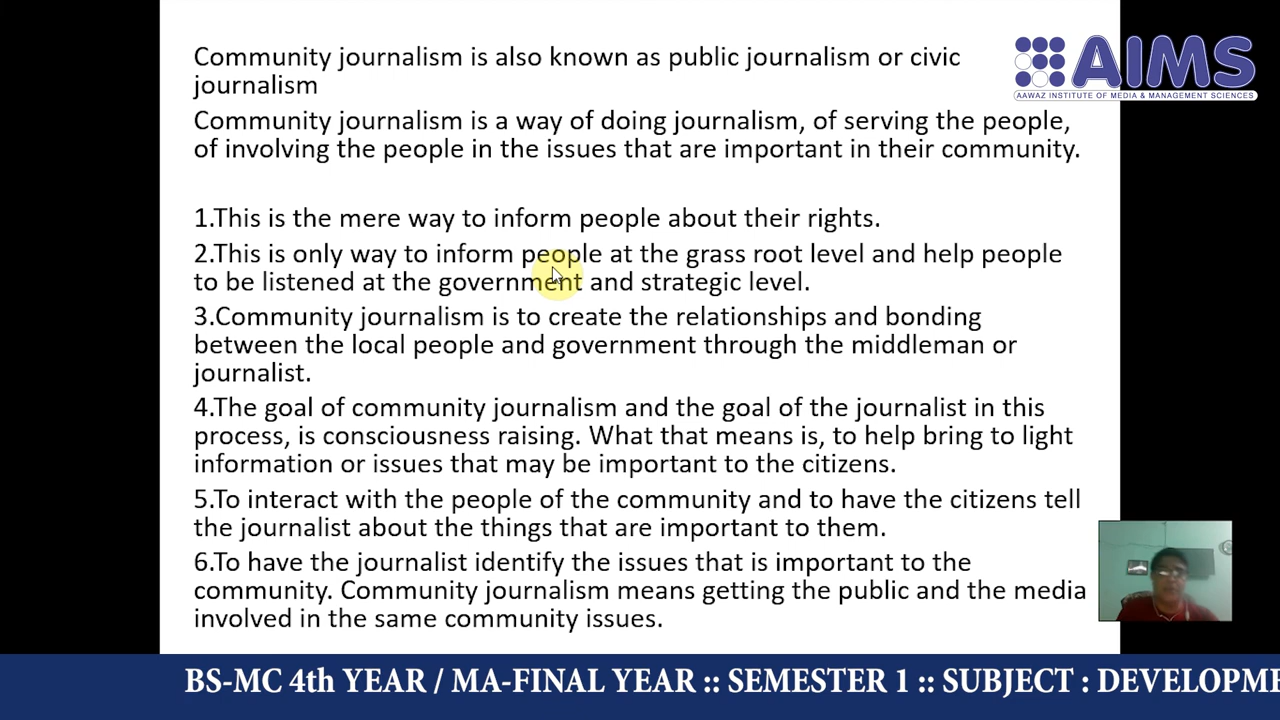 Community journalism is also known as public journalism or civic
journalism
Community journalism is a way of doing journalism, of serving the people,
of involving the people in the issues that are important in their community.
1.This is the mere way to inform people about their rights.
2.This is only way to inform people at the grass root level and help people
to be listened at the government and strategic level.
3.Community journalism is to create the relationships and bonding
between the local people and government through the middleman or
journalist.
4.The goal of community journalism and the goal of the journalist in this
process, is consciousness raising. What that means is, to help bring to light
information or issues that may be important to the citizens.
5.To interact with the people of the community and to have the citizens tell
the journalist about the things that are important to them.
6.To have the journalist identify the issues that is important to the
community. Community journalism means getting the public and the media
involved in the same community issues.
AIMS
AAWAZ INSTITUTE OF MEDIA & MANAGEMENT SCIENCES
BS-MC 4th YEAR / MA-FINAL YEAR :: SEMESTER 1 :: SUBJECT : DEVELOPME